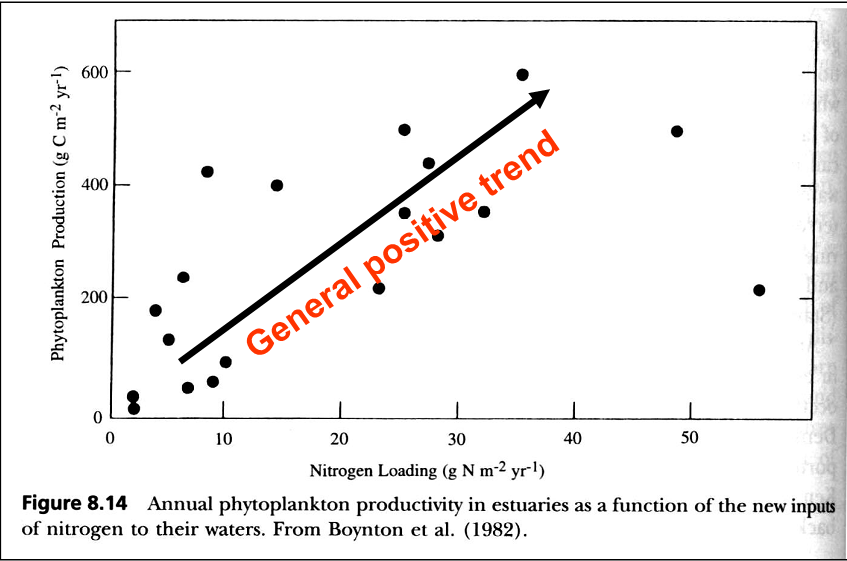 600
400
200
0
0
10
20
30
40
50
Phytoplankton Production (g C m-2 yr-1)
General positive trend
Nitrogen Loading (g N m-2 yr-1)
Figure 8.14 Annual phytoplankton productivity in estuaries as a function of the new inputs
of nitrogen to their waters. From Boynton et al. (1982).